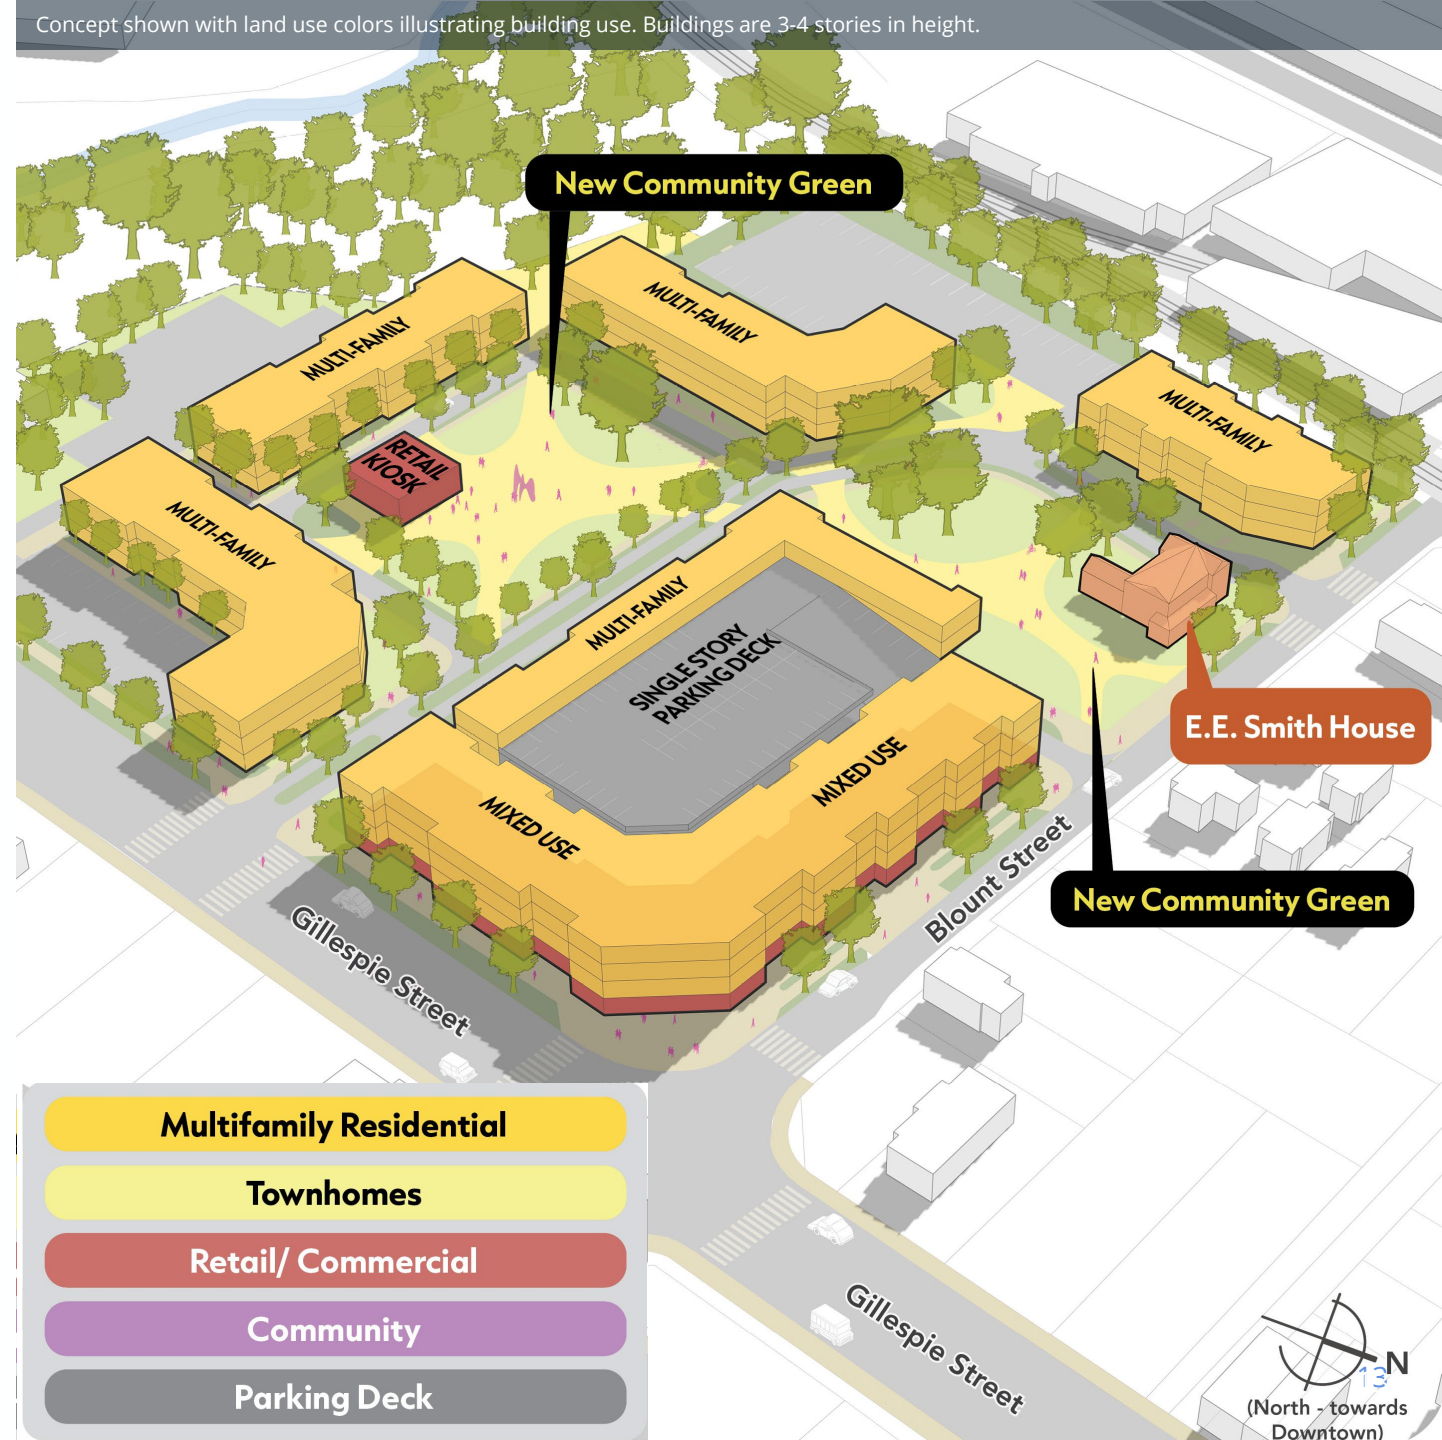 Concept shown with land use colors illustrating building use. Buildings are 3-4 stories in height.
New Community Green
MULTI-FAMILY
MULTI-FAMILY
MULTI-FAMILY
RETAIL
KIOSK
MULTI-FAMILY
MULTI-FAMILY
SINGLE STORY
PARKING DECK
E.E. Smith House
MIXED USE
MIXED USE
Blount Street
New Community Green
Gillespie Street
Multifamily Residential
Townhomes
Retail/ Commercial
Community
Parking Deck
Gillespie Street
N
13
(North - towards
Downtown)